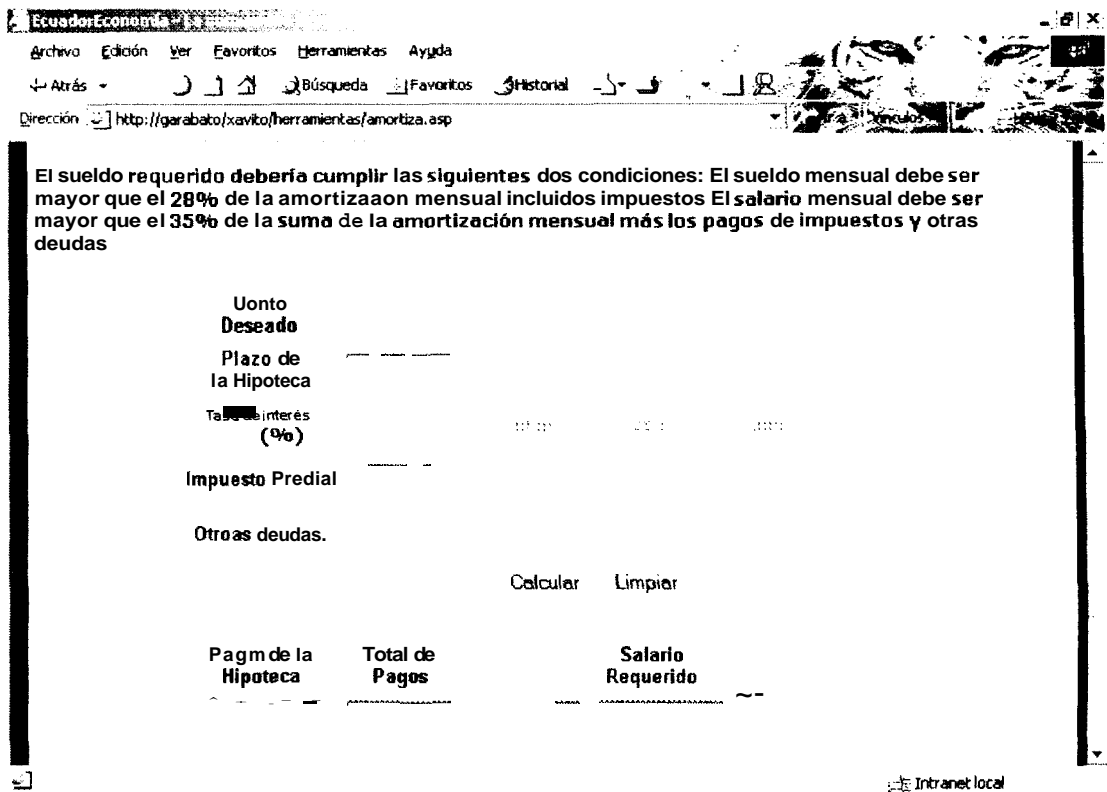 EcuadorEconomía -
Archivo Edición Ver Favoritos Herramientas Ayuda
Atrás Búsqueda Favoritos Historial
Dirección http://garabato/xavito/herramientas/amortiza.asp Vínculos
El sueldo requerido debería cumplir las siguientes dos condiciones: El sueldo mensual debe ser
mayor que el 28% de la amortizaaon mensual incluidos impuestos El salario mensual debe ser
mayor que el 35% de la suma de la amortización mensual más los pagos de impuestos y otras
deudas
Uonto
Deseado
Plazo de
la Hipoteca
interés
(%)
Impuesto Predial
Otroas deudas.
Calcular Limpiar
Pagm de la Total de Salario
Hipoteca Pagos Requerido
Intranet local